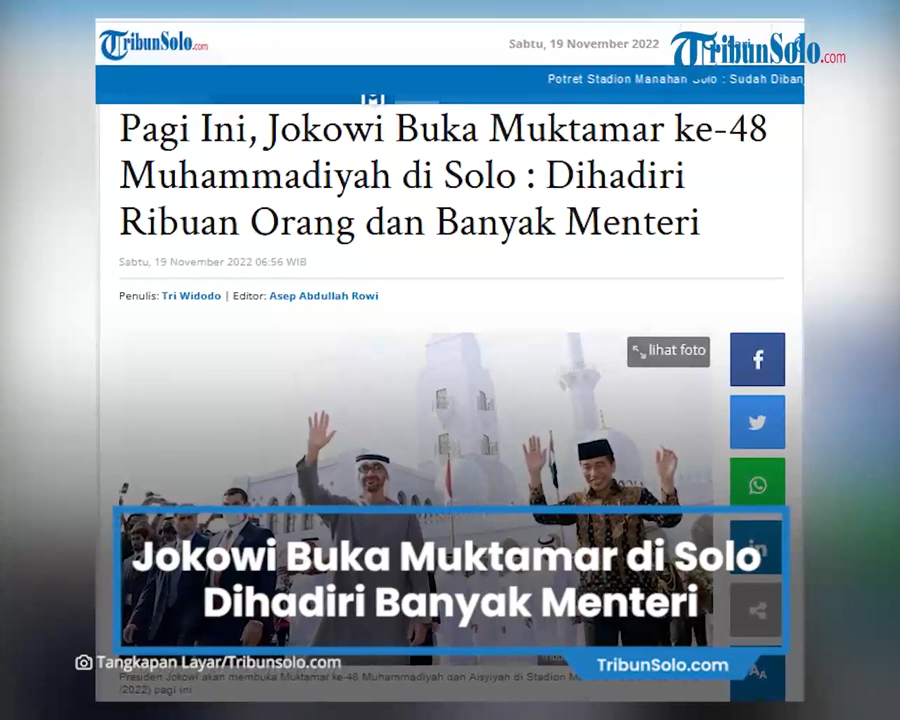 TribunSolo.com
Sabtu, 19 November 2022
TribunSolo.com
Potret Stadion Manahan Solo : Sudah Diban
Pagi Ini, Jokowi Buka Muktamar ke-48
Muhammadiyah di Solo : Dihadiri
Ribuan Orang dan Banyak Menteri
Sabtu, 19 November 2022 06:56 WIB
Penulis: Tri Widodo | Editor: Asep Abdullah Rowi
lihat foto
Jokowi Buka Muktamar di Solo
Dihadiri Banyak Menteri
Tangkapan Layar/Tribunsolo.com
TribunSolo.com
AA
Presiden Jokowi akan membuka Muktamar ke-48 Muhammadiyah dan Aisyiyah di Stadion
/2022) pagi ini